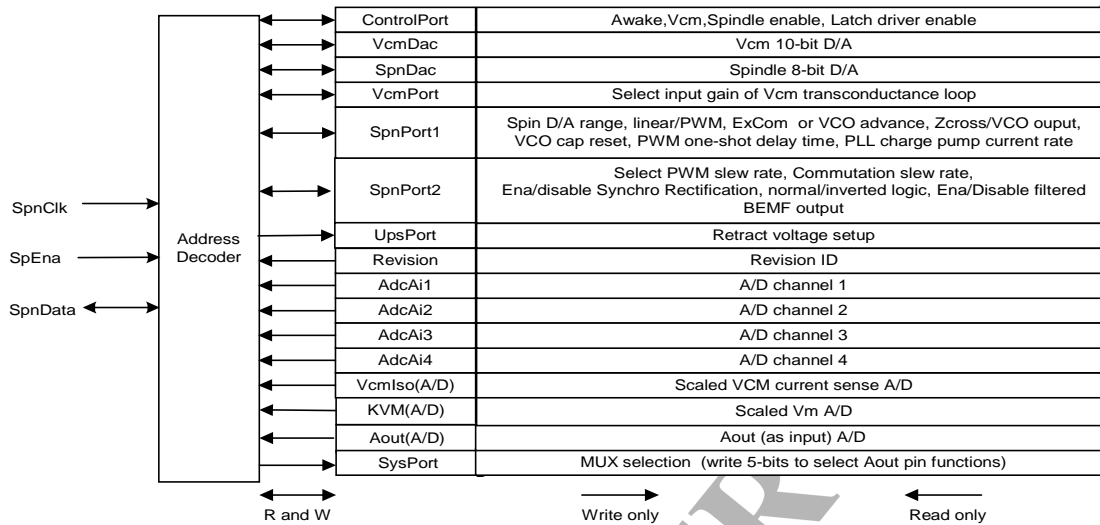 ControlPort Awake,Vcm,Spindle enable, Latch driver enable
VcmDac Vcm 10-bit D/A
SpnDac Spindle 8-bit D/A
VcmPort Select input gain of Vcm transconductance loop
SpnPort1 Spin D/A range, linear/PWM, ExCom or VCO advance, Zcross/VCO ouput,
VCO cap reset, PWM one-shot delay time, PLL charge pump current rate
SpnPort2 Select PWM slew rate, Commutation slew rate,
Ena/disable Synchro Rectification, normal/inverted logic, Ena/Disable filtered
BEMF output
SpnClk
SpEna
SpnData
Address
Decoder
UpsPort Retract voltage setup
Revision Revision ID
AdcAi1 A/D channel 1
AdcAi2 A/D channel 2
AdcAi3 A/D channel 3
AdcAi4 A/D channel 4
VcmIso(A/D) Scaled VCM current sense A/D
KVM(A/D) Scaled Vm A/D
Aout(A/D) Aout (as input) A/D
SysPort MUX selection (write 5-bits to select Aout pin functions)
R and W Write only Read only